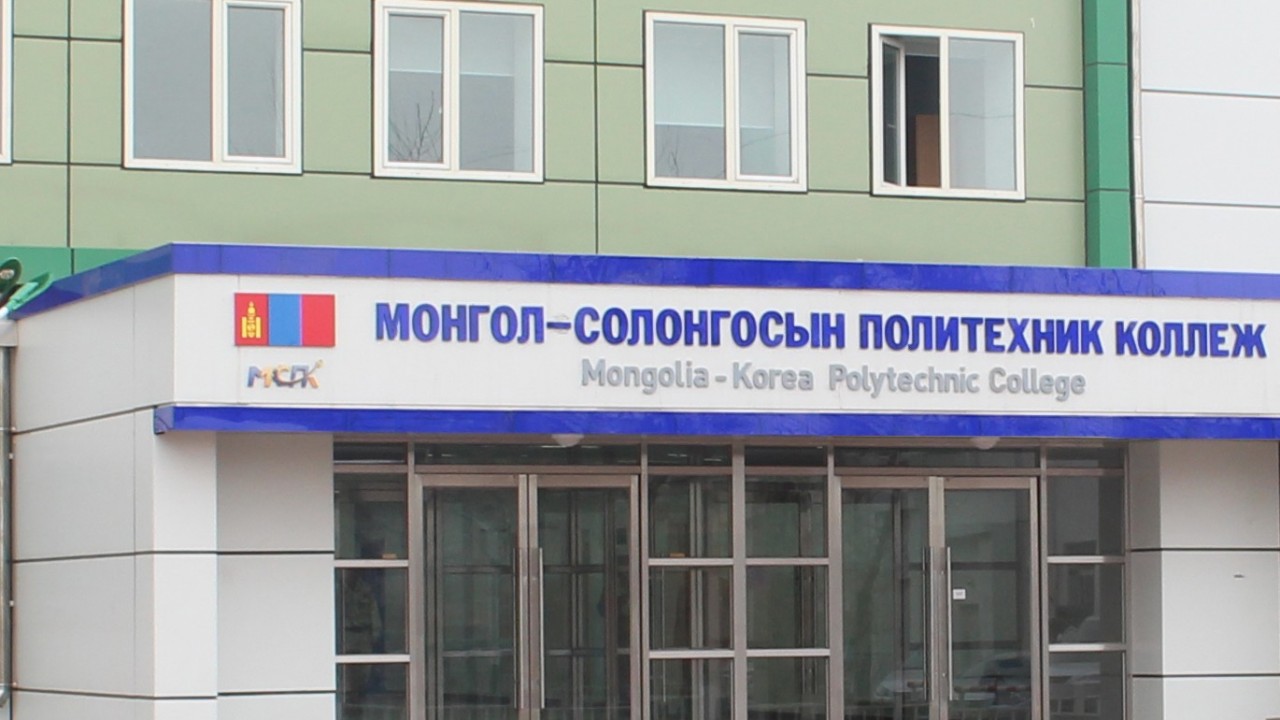 МОНГОЛ-СОЛОНГОСЫН ПОЛИТЕХНИК КОЛЛЕЖ
Mongolia - Korea Polytechnic College
МСПК